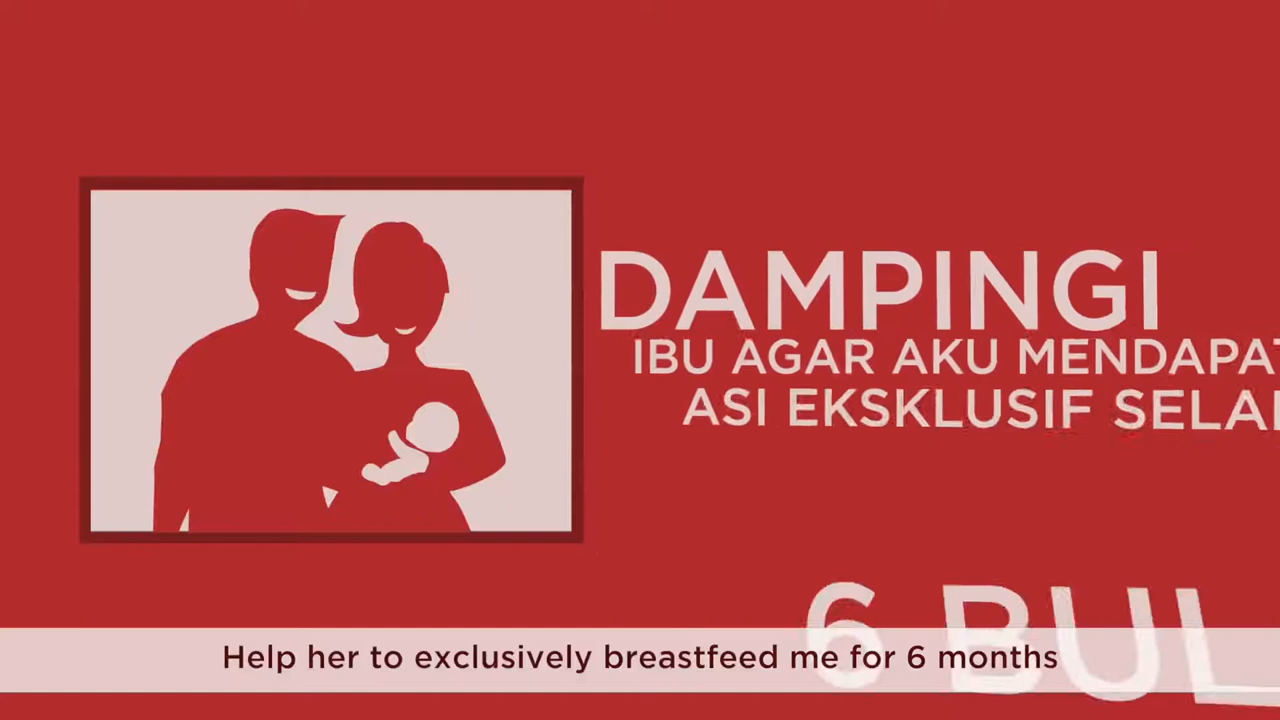 DAMPINGI
IBU AGAR AKU MENDAPAT
ASI EKSKLUSIF
6
Help her to exclusively breastfeed me for 6 months